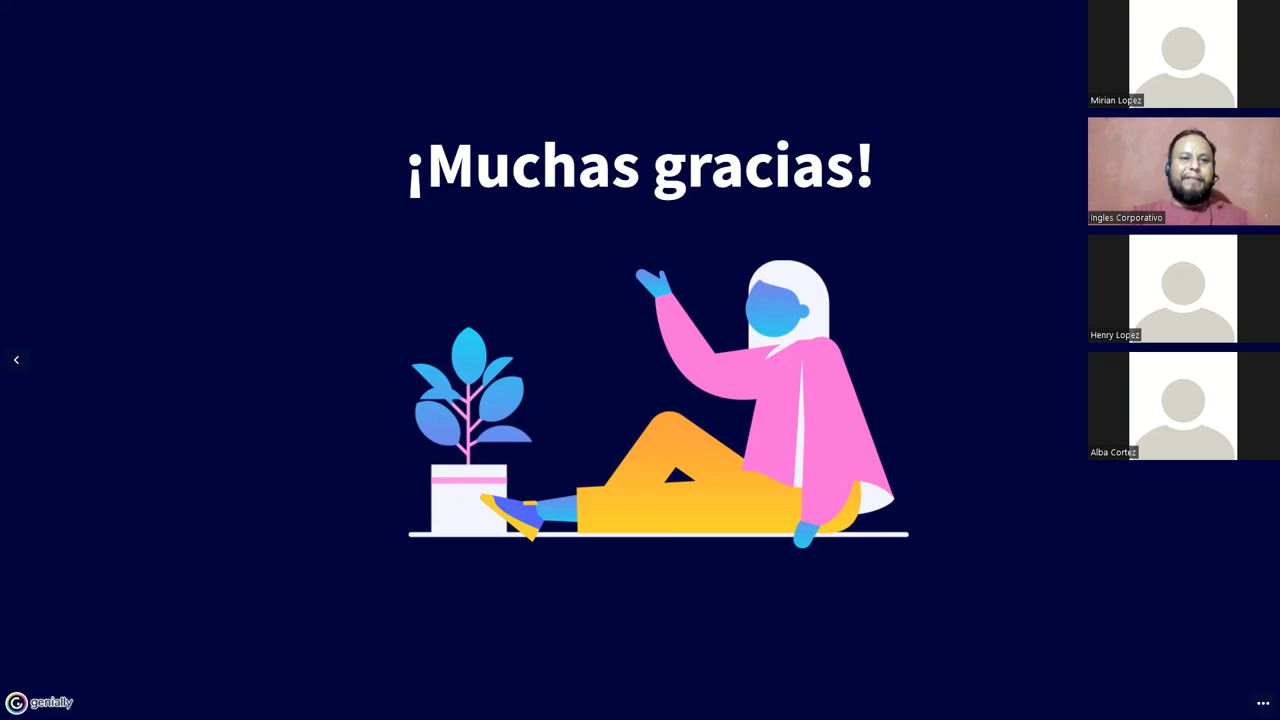 ¡Muchas gracias!
Mirian Lopez
Ingles Corporativo
Henry Lopez
Alba Cortez
genially